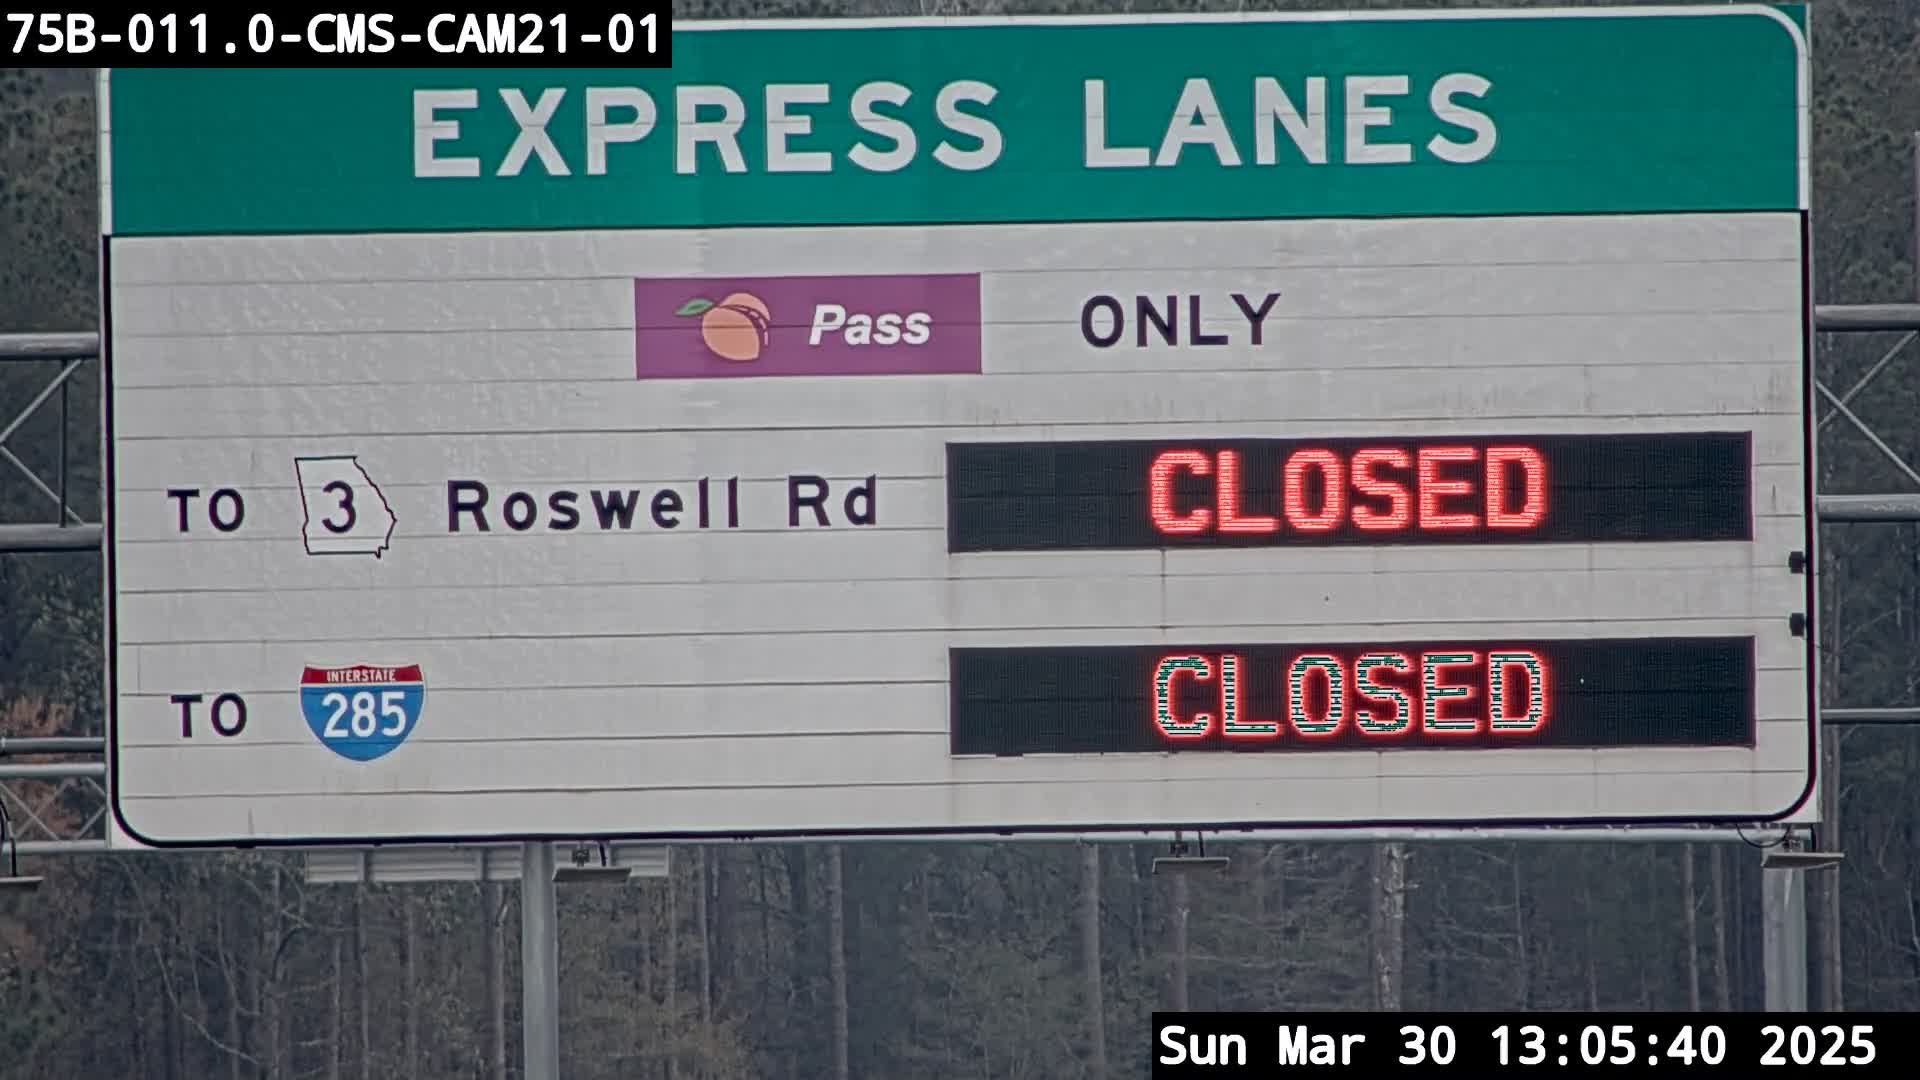 75B-011.0-CMS-CAM21-01
EXPRESS LANES
Pass ONLY
TO 3 Roswell Rd CLOSED
TO INTERSTATE 285 CLOSED
Sun Mar 30 13:05:40 2025